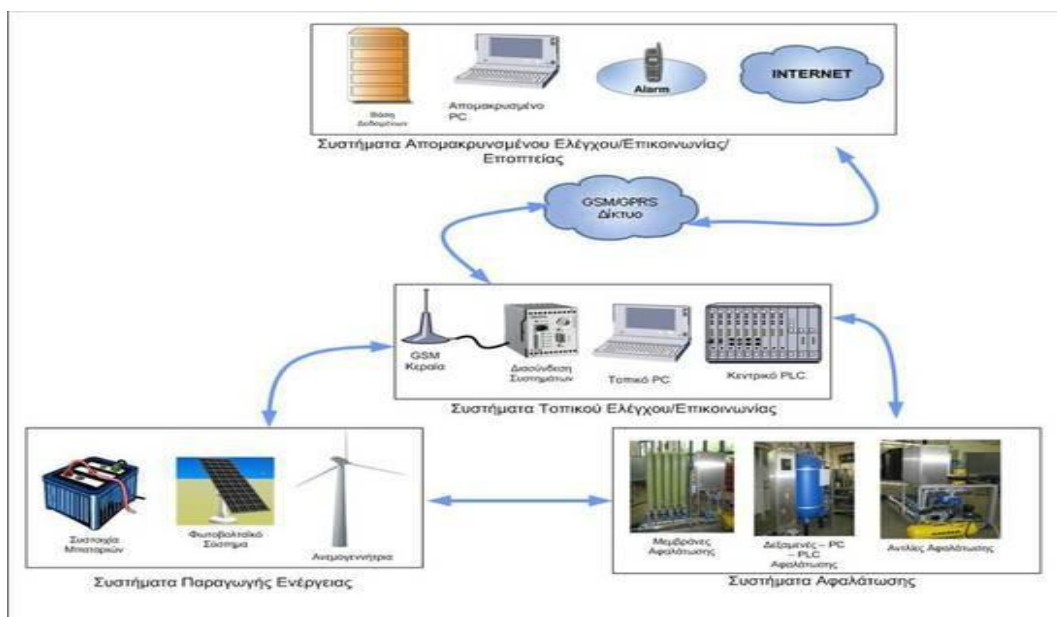 Βάση
Δεδομένων
Απομακρυσμένο
PC
Alarm
INTERNET
Συστήματα Απομακρυνσμένου Ελέγχου/Επικοινωνίας/
Εποπτείας
GSM/GPRS
Δίκτυο
GSM
Κεραία
Διασύνδεση
Συστημάτων
Τοπικό PC
Κεντρικό PLC
Συστήματα Τοπικού Ελέγχου/Επικοινωνίας
Συστοιχία
Μπαταριών
Φωτοβολταϊκό
Σύστημα
Ανεμογεννήτρια
Συστήματα Παραγωγής Ενέργειας
Μεμβράνες
Αφαλάτωσης
Δεξαμενές – PC
– PLC
Αφαλάτωσης
Αντλίες Αφαλάτωσης
Συστήματα Αφαλάτωσης